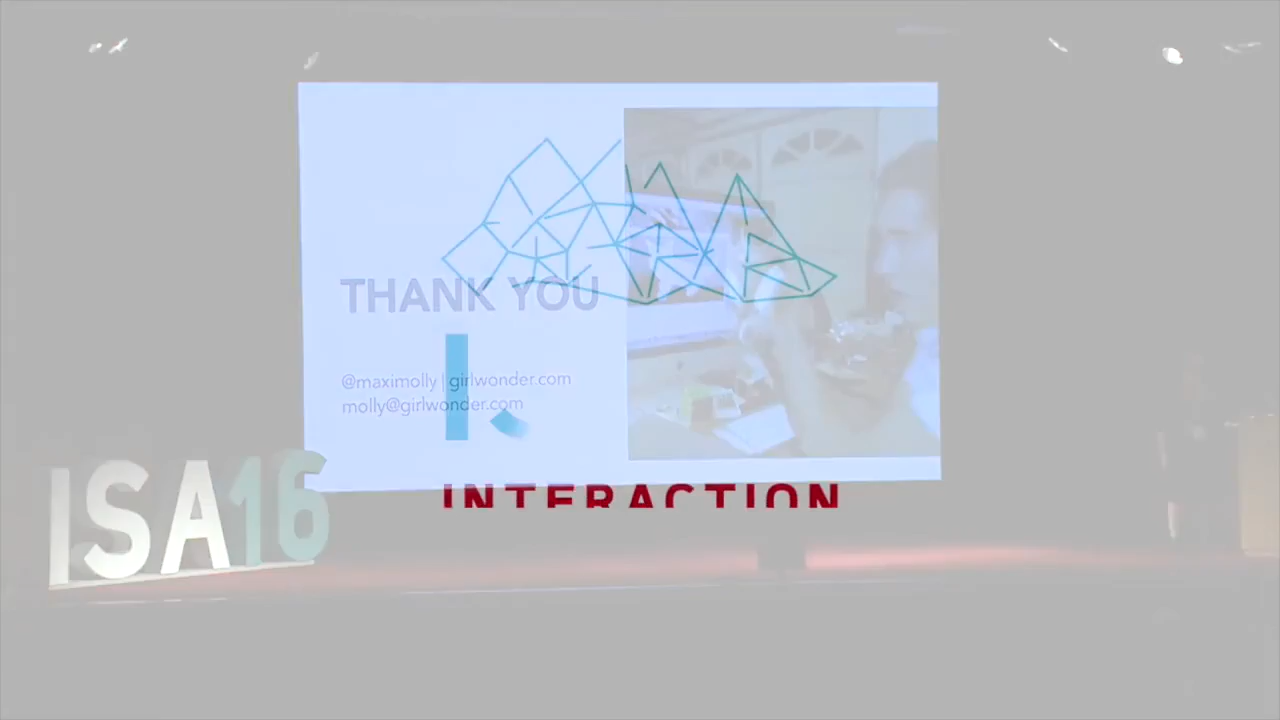 THANK YOU
@maximolly | girlwonder.com
molly@girlwonder.com
ISA16
INTERACTION